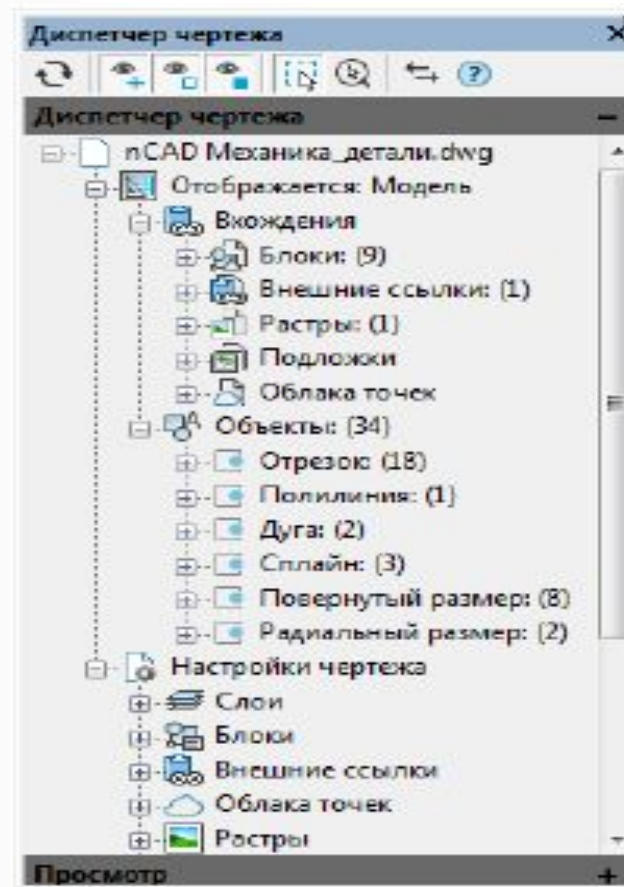 Диспетчер чертежа
Диспетчер чертежа
nCAD Механика_детали.dwg
Отображается: Модель
Вхождения
Блоки: (9)
Внешние ссылки: (1)
Растры: (1)
Подложки
Облака точек
Объекты: (34)
Отрезок: (18)
Полилиния: (1)
Дуга: (2)
Сплайн: (3)
Повернутый размер: (8)
Радиальный размер: (2)
Настройки чертежа
Слои
Блоки
Внешние ссылки
Облака точек
Растры
Просмотр